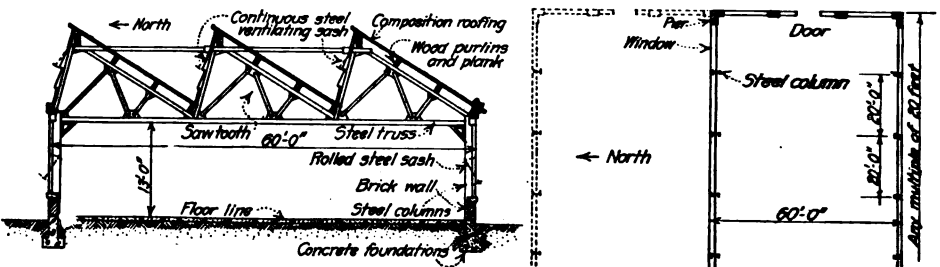 ← North
Continuous steel
ventilating sash
Composition roofing
Wood purlins
and plank
Sawtooth
Steel truss
60'-0"
Rolled steel sash
13'-0"
Brick wall
Floor line
Steel columns
Concrete foundations
Pier
Door
Window
Steel column
20'-0"
20'-0"
← North
60'-0"
Any multiple of 20 feet